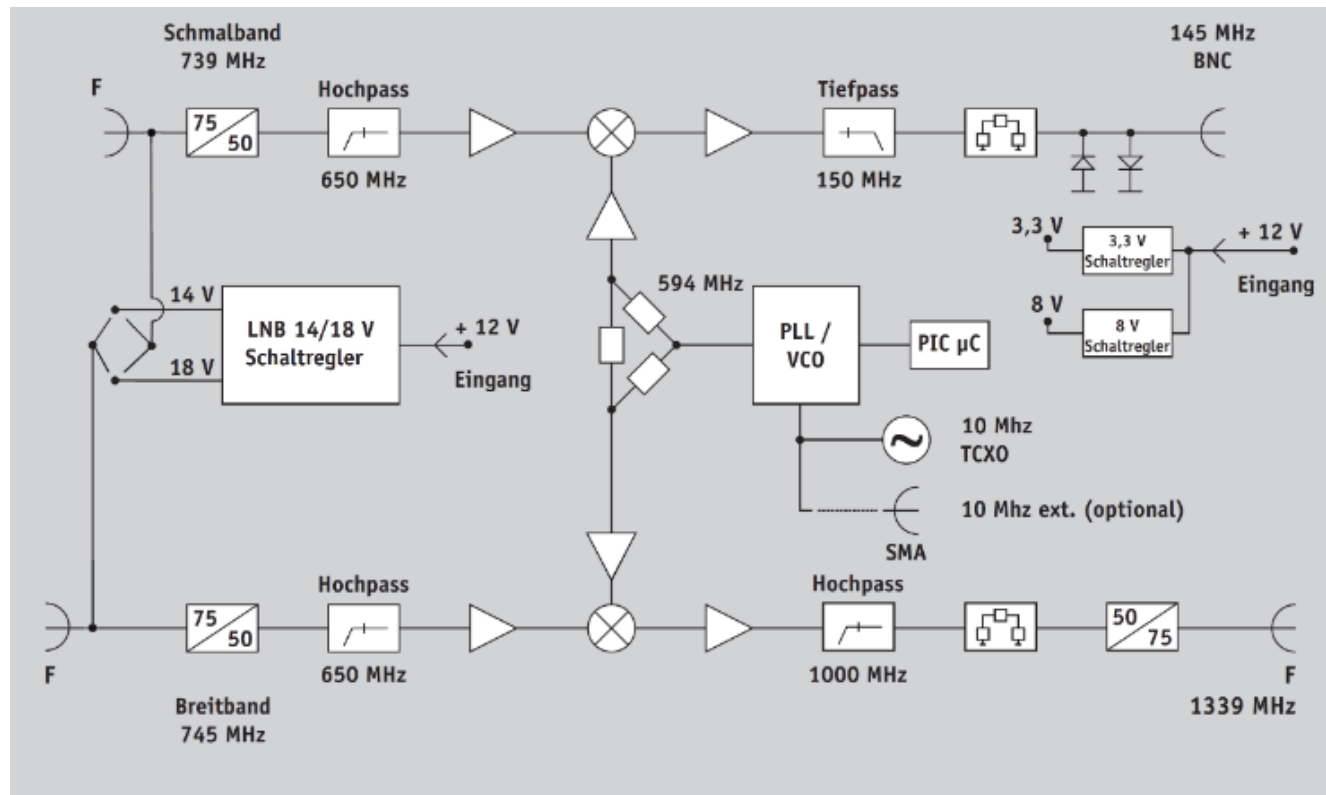 Schmalband
739 MHz
145 MHz
BNC
F
Hochpass
Tiefpass
75
50
650 MHz
150 MHz
3,3 V
3,3 V
Schaltregler
+ 12 V
Eingang
8 V
8 V
Schaltregler
14 V
LNB 14/18 V
Schaltregler
18 V
+ 12 V
Eingang
594 MHz
PLL /
VCO
PIC µC
10 Mhz
TCXO
10 Mhz ext. (optional)
SMA
Hochpass
Hochpass
75
50
50
75
F
650 MHz
1000 MHz
F
1339 MHz
Breitband
745 MHz